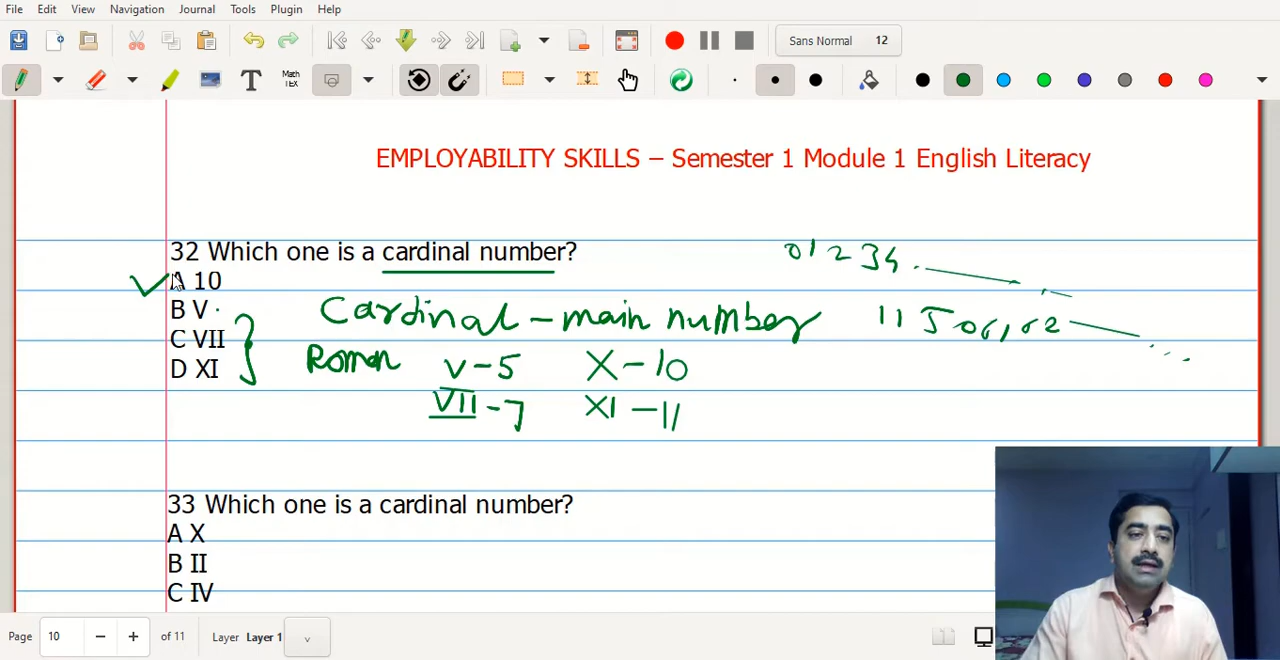 File Edit View Navigation Journal Tools Plugin Help
Sans Normal 12
Math TEX
EMPLOYABILITY SKILLS – Semester 1 Module 1 English Literacy
32 Which one is a cardinal number?
0 1 2 3 4
A 10
B V
Cardinal – main number
C VII
Roman V – 5 X – 10
D XI
VII – 7 XI – 11
33 Which one is a cardinal number?
A X
B II
C IV
Page 10 of 11 Layer Layer 1